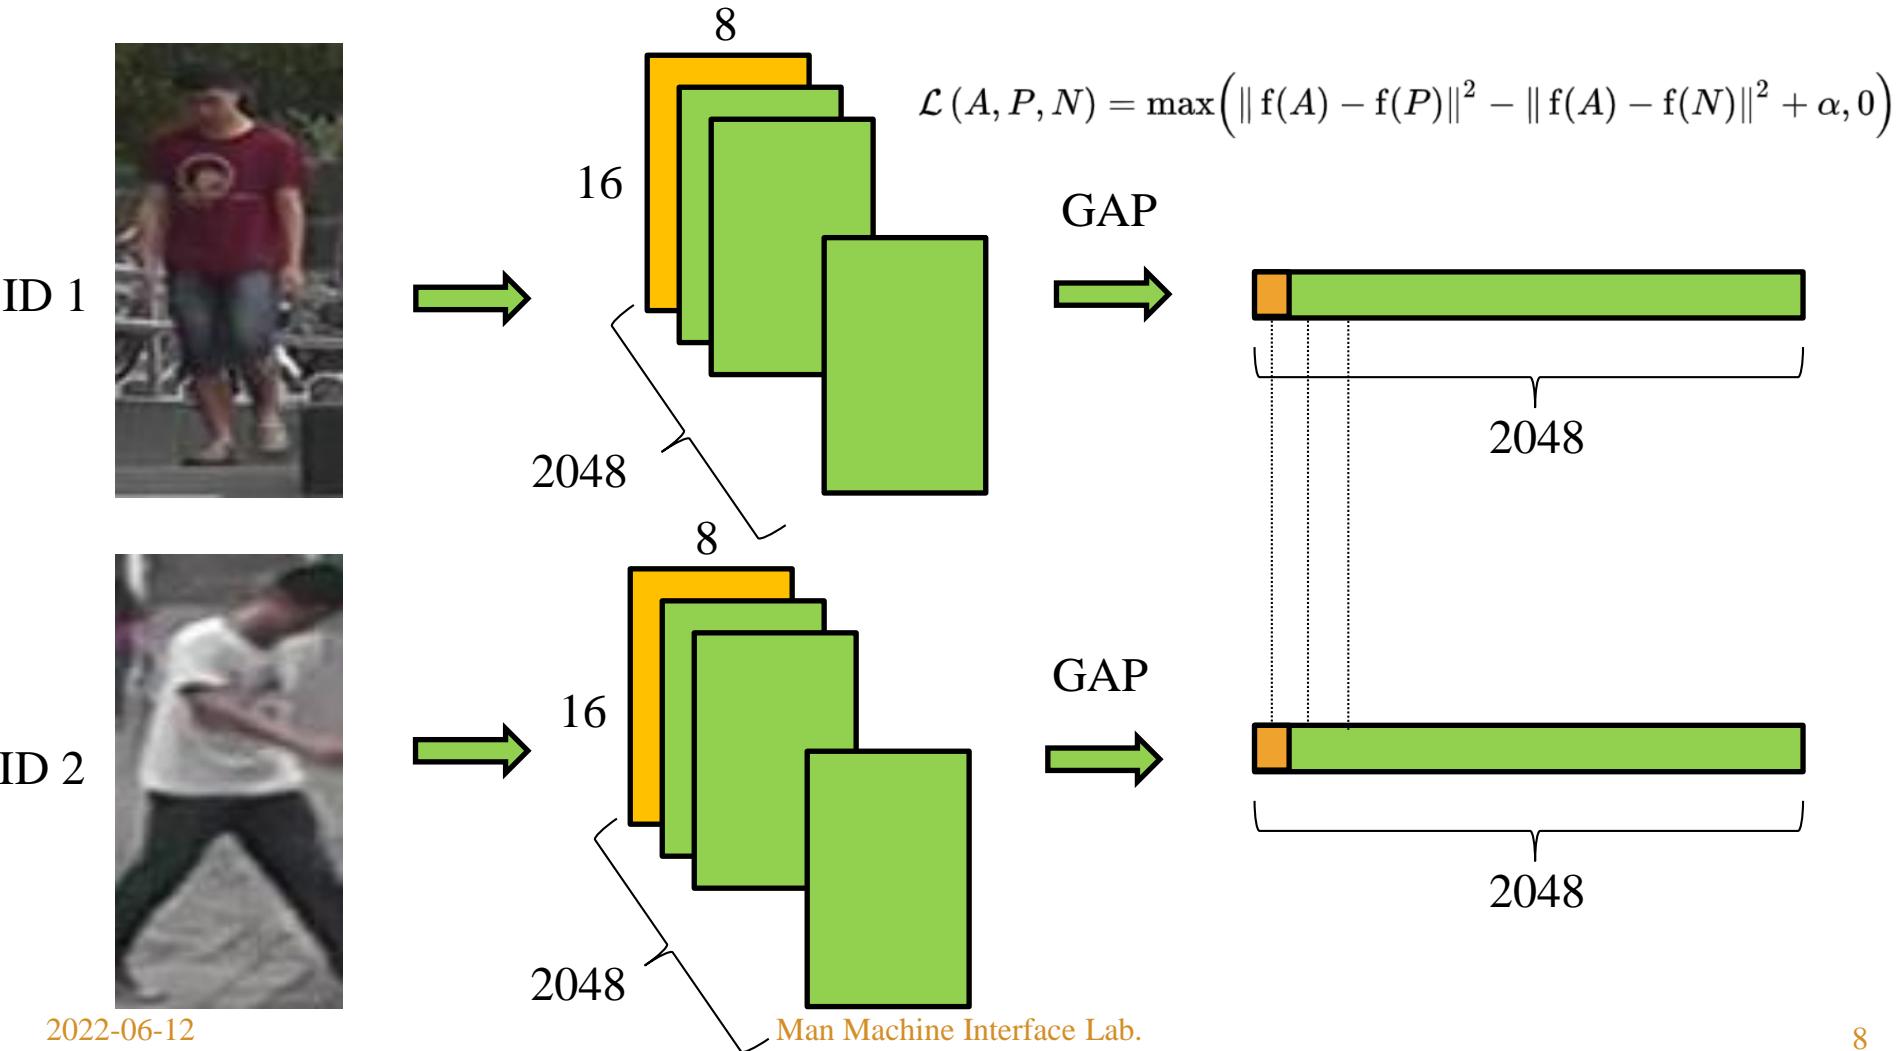 8
𝓛 (A, P, N) = max(‖ f(A) − f(P)‖² − ‖ f(A) − f(N)‖² + α, 0)
16
GAP
ID 1
2048
2048
8
GAP
16
ID 2
2048
2048
2022-06-12
Man Machine Interface Lab.
8